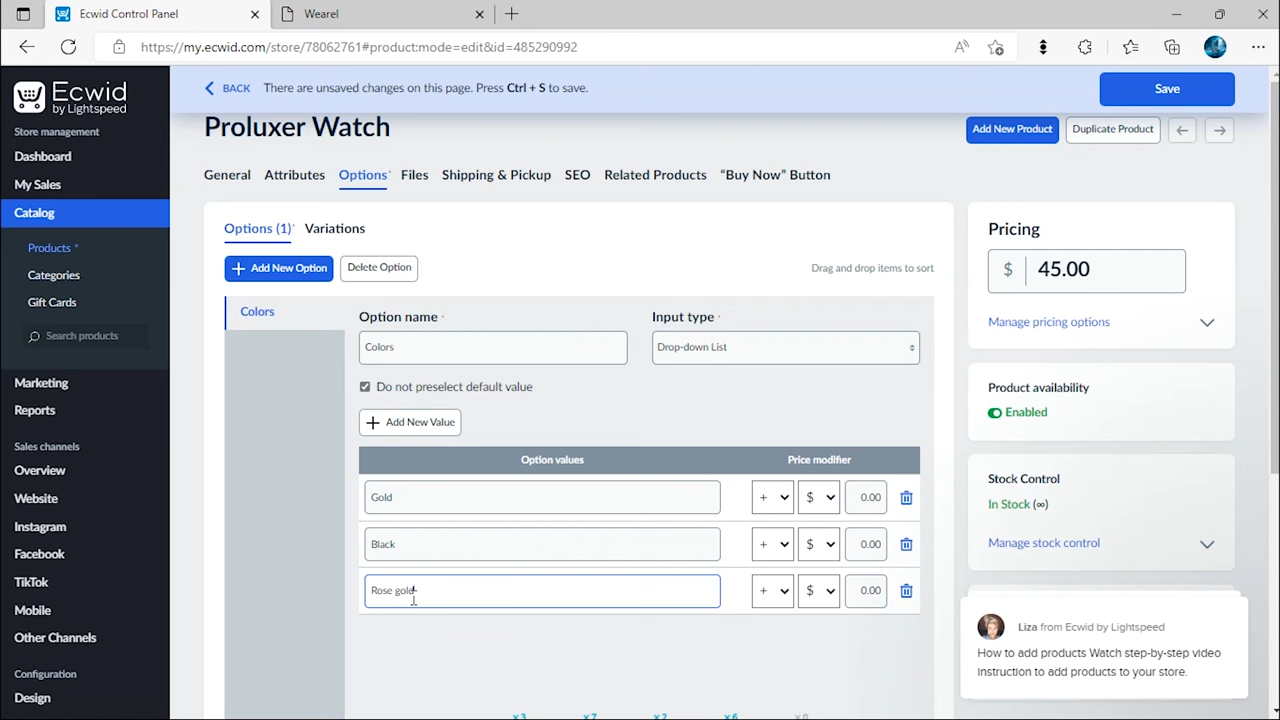 Ecwid Control Panel
Wearel
https://my.ecwid.com/store/78062761#product:mode=edit&id=485290992
Ecwid
by Lightspeed
Store management
Dashboard
My Sales
Catalog
Products
Categories
Gift Cards
Search products
Marketing
Reports
Sales channels
Overview
Website
Instagram
Facebook
TikTok
Mobile
Other Channels
Configuration
Design
BACK There are unsaved changes on this page. Press Ctrl + S to save.
Save
Proluxer Watch
Add New Product Duplicate Product
General Attributes Options Files Shipping & Pickup SEO Related Products “Buy Now” Button
Options (1) Variations
+ Add New Option Delete Option Drag and drop items to sort
Colors
Option name Input type
Colors Drop-down List
Do not preselect default value
+ Add New Value
Option values Price modifier
Gold + $ 0.00
Black + $ 0.00
Rose gold + $ 0.00
x3 x7 x2 x6 x0
Pricing
$ 45.00
Manage pricing options
Product availability
Enabled
Stock Control
In Stock (∞)
Manage stock control
Liza from Ecwid by Lightspeed
How to add products Watch step-by-step video
instruction to add products to your store.